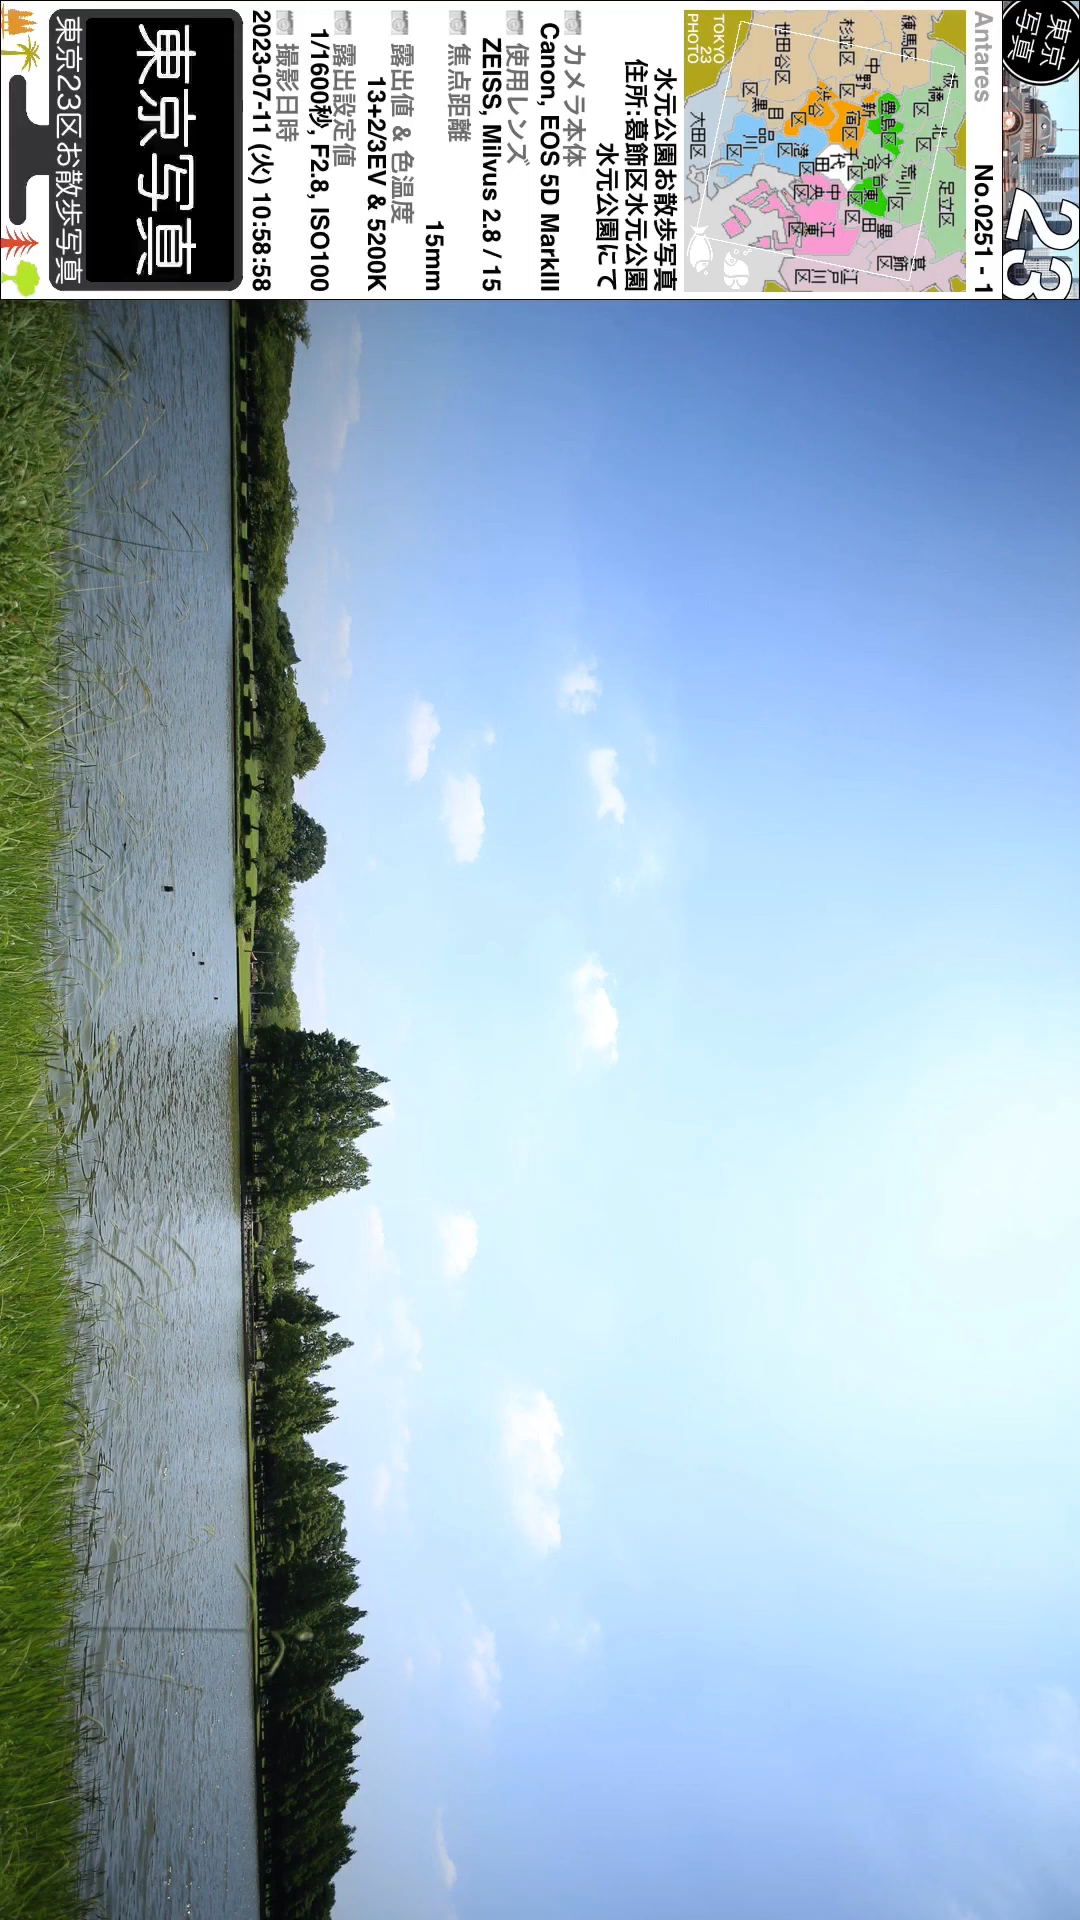 東京
写真
23
Antares
No.0251 - 1
練馬区
板橋区
北区
足立区
杉並区
中野区
豊島区
荒川区
葛飾区
新宿区
文京区
台東区
墨田区
世田谷区
渋谷区
千代田区
中央区
江東区
江戸川区
目黒区
港区
品川区
大田区
TOKYO
23
PHOTO
水元公園お散歩写真
住所:葛飾区水元公園
水元公園にて
カメラ本体
Canon, EOS 5D MarkIII
使用レンズ
ZEISS, Milvus 2.8 / 15
焦点距離
15mm
露出値 & 色温度
13+2/3EV & 5200K
露出設定値
1/1600秒, F2.8, ISO100
撮影日時
2023-07-11 (火) 10:58:58
東京写真
東京23区お散歩写真